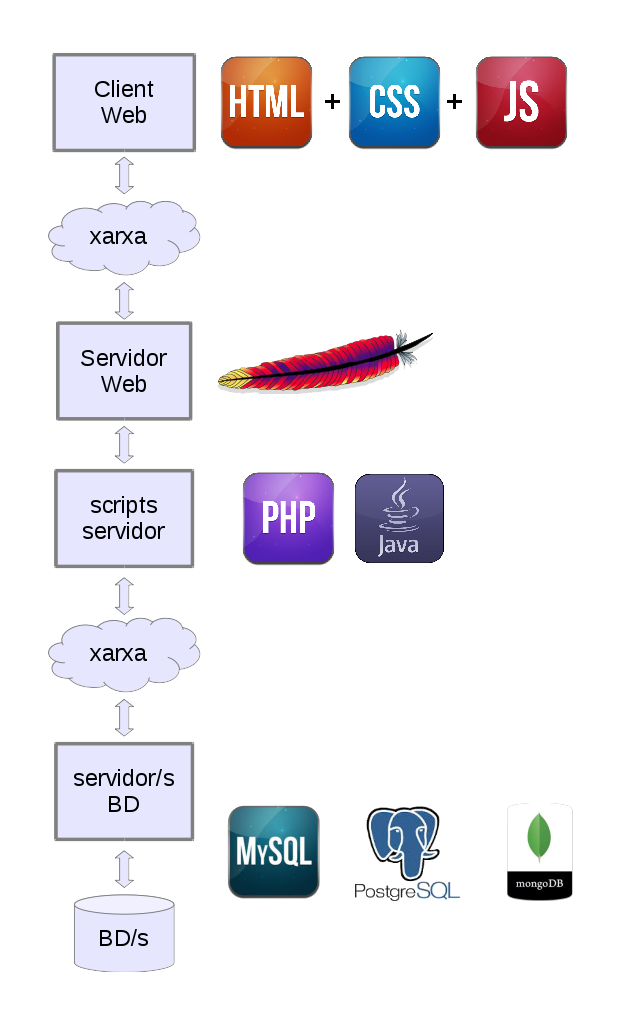 Client
Web
HTML + CSS + JS
xarxa
Servidor
Web
scripts
servidor
PHP
Java
xarxa
servidor/s
BD
MySQL
PostgreSQL
mongoDB
BD/s